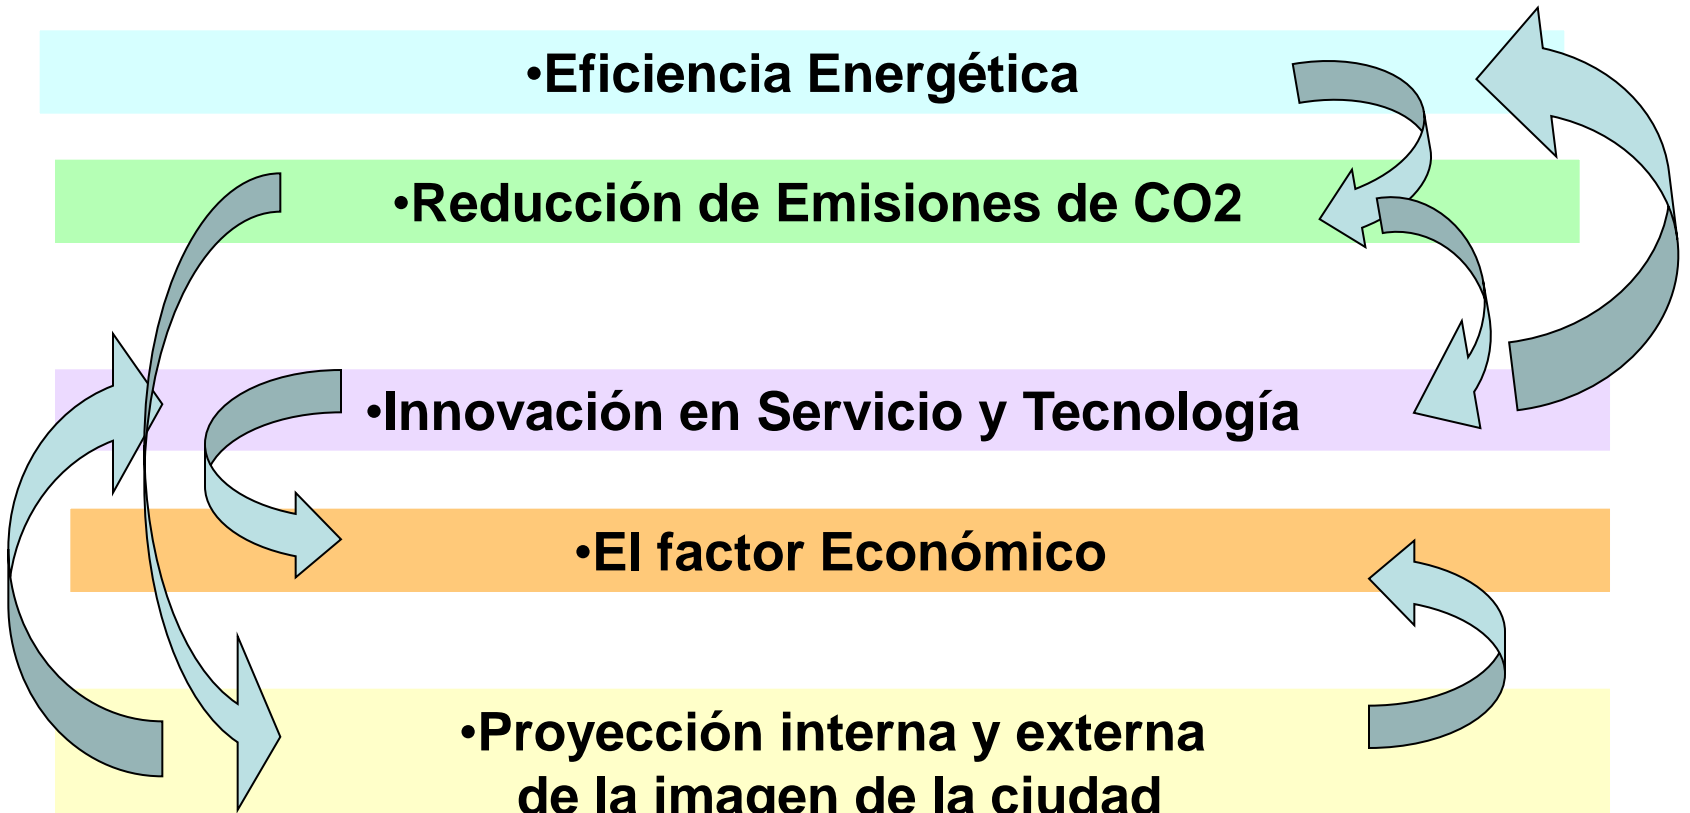 •Eficiencia Energética
•Reducción de Emisiones de CO2
•Innovación en Servicio y Tecnología
•El factor Económico
•Proyección interna y externa
de la imagen de la ciudad